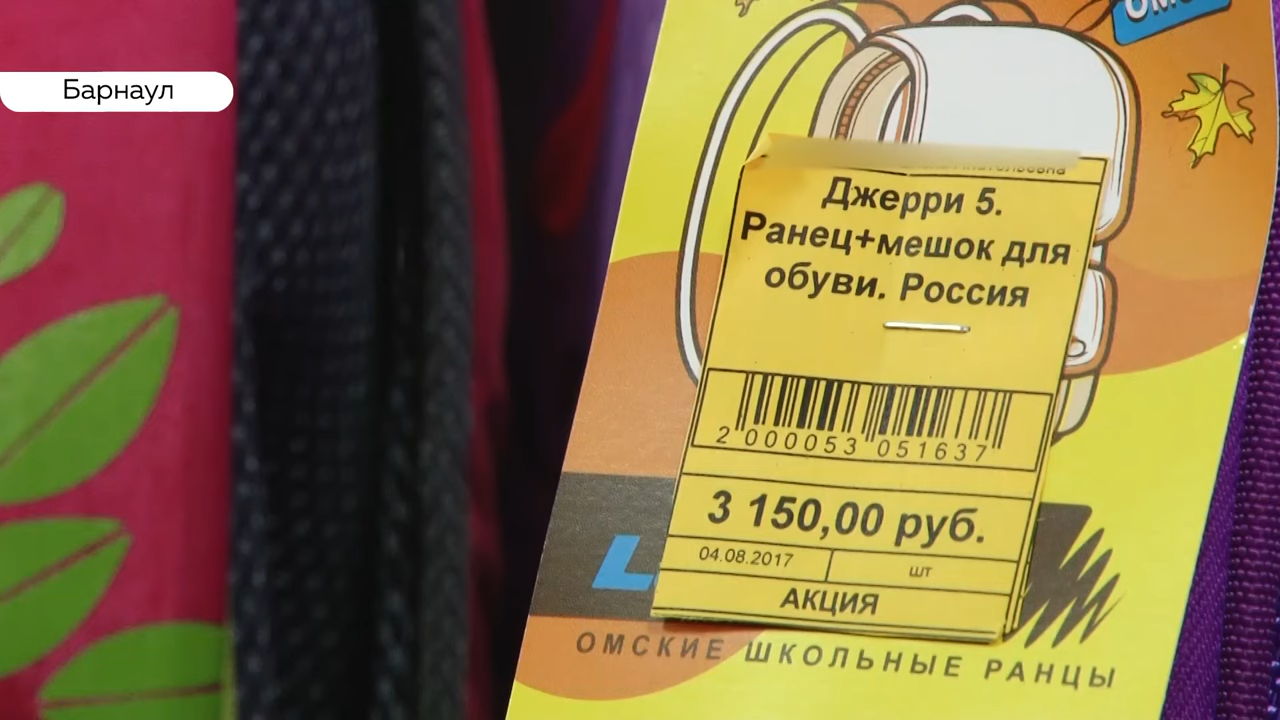 Барнаул
Джерри 5.
Ранец+мешок для
обуви. Россия
2 000053 051637
3 150,00 руб.
04.08.2017 шт
АКЦИЯ
ОМСКИЕ ШКОЛЬНЫЕ РАНЦЫ